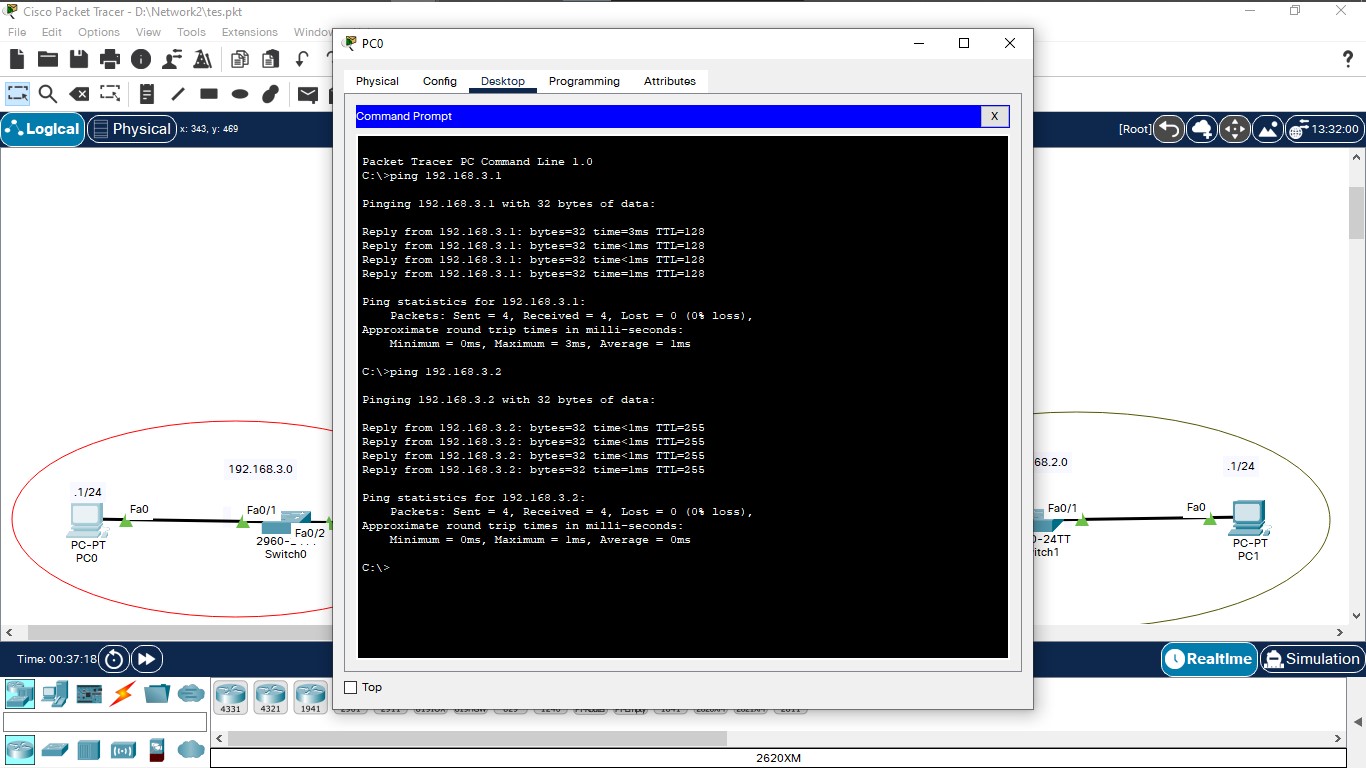 Cisco Packet Tracer - D:\Network2\tes.pkt
File Edit Options View Tools Extensions Window
PC0
Physical Config Desktop Programming Attributes
Command Prompt
X
Logical Physical x: 343, y: 469
[Root] 13:32:00
Packet Tracer PC Command Line 1.0
C:\>ping 192.168.3.1
Pinging 192.168.3.1 with 32 bytes of data:
Reply from 192.168.3.1: bytes=32 time=3ms TTL=128
Reply from 192.168.3.1: bytes=32 time<1ms TTL=128
Reply from 192.168.3.1: bytes=32 time<1ms TTL=128
Reply from 192.168.3.1: bytes=32 time=1ms TTL=128
Ping statistics for 192.168.3.1:
Packets: Sent = 4, Received = 4, Lost = 0 (0% loss),
Approximate round trip times in milli-seconds:
Minimum = 0ms, Maximum = 3ms, Average = 1ms
C:\>ping 192.168.3.2
Pinging 192.168.3.2 with 32 bytes of data:
Reply from 192.168.3.2: bytes=32 time<1ms TTL=255
Reply from 192.168.3.2: bytes=32 time<1ms TTL=255
Reply from 192.168.3.2: bytes=32 time<1ms TTL=255
Reply from 192.168.3.2: bytes=32 time=1ms TTL=255
Ping statistics for 192.168.3.2:
Packets: Sent = 4, Received = 4, Lost = 0 (0% loss),
Approximate round trip times in milli-seconds:
Minimum = 0ms, Maximum = 1ms, Average = 0ms
C:\>
192.168.3.0
.1/24
Fa0
Fa0/1
Fa0/2
PC-PT
PC0
Switch0
68.2.0
.1/24
Fa0/1
Fa0
-24TT
itch1
PC-PT
PC1
Top
Time: 00:37:18
Realtime Simulation
4331 4321 1941
2620XM